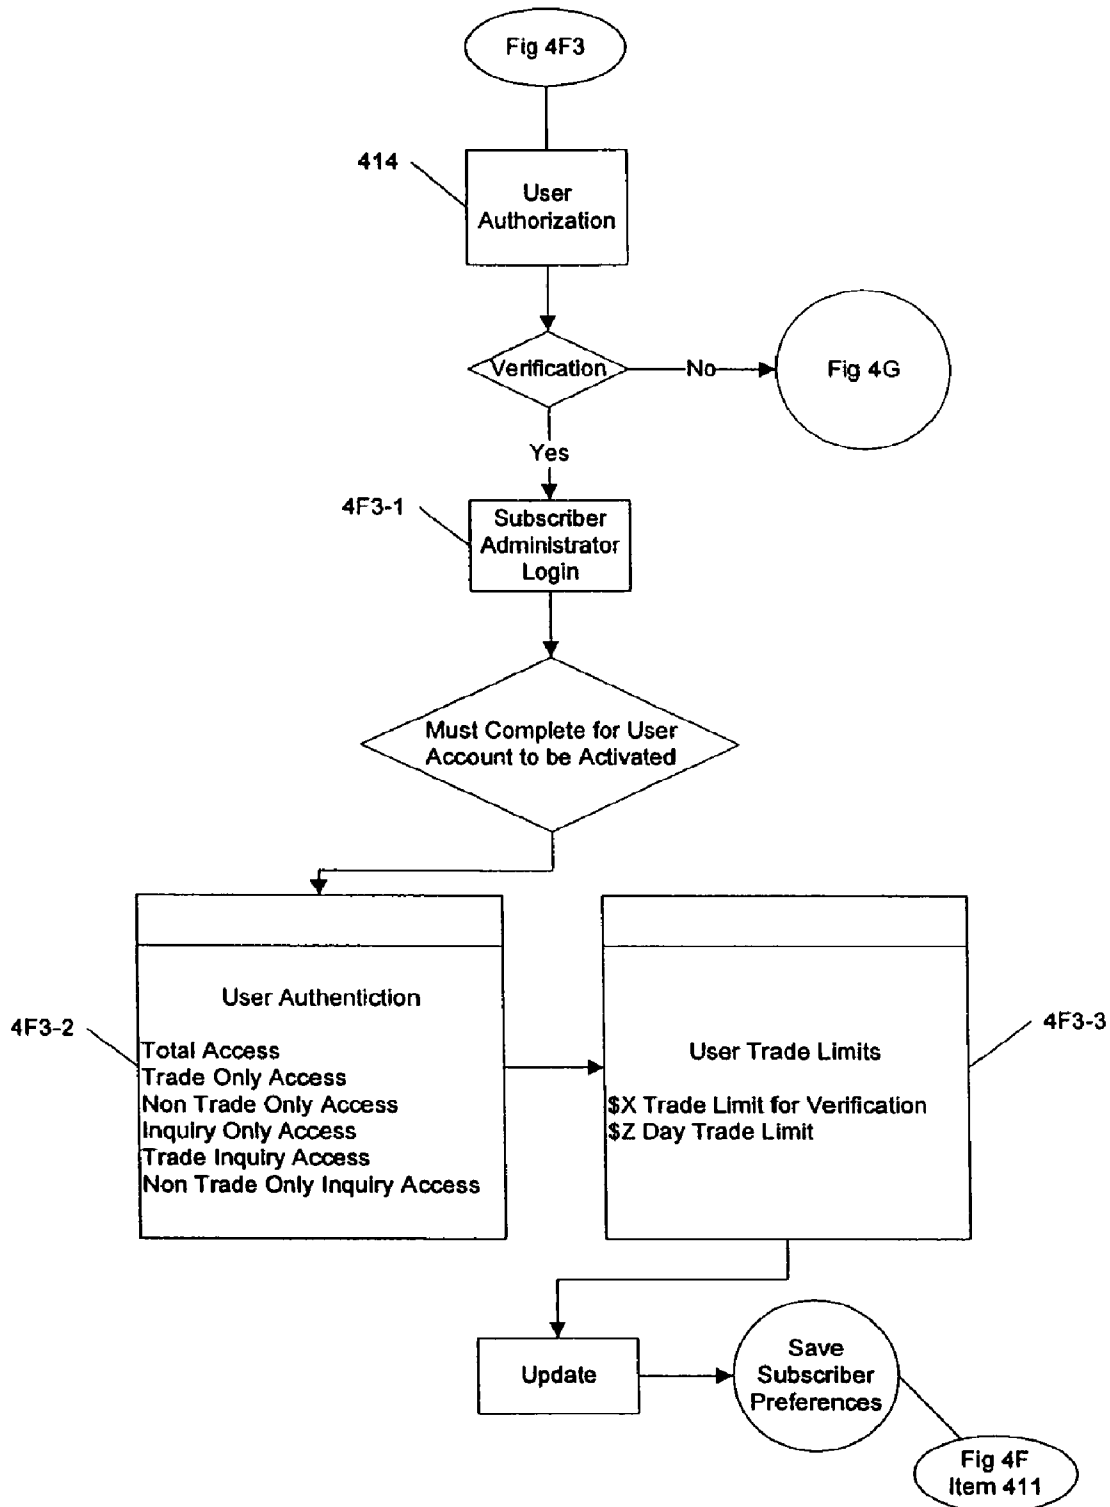 Fig 4F3
414
User
Authorization
Verification
No
Fig 4G
Yes
4F3-1
Subscriber
Administrator
Login
Must Complete for User
Account to be Activated
4F3-2
User Authentiction
Total Access
Trade Only Access
Non Trade Only Access
Inquiry Only Access
Trade Inquiry Access
Non Trade Only Inquiry Access
4F3-3
User Trade Limits
$X Trade Limit for Verification
$Z Day Trade Limit
Update
Save
Subscriber
Preferences
Fig 4F
Item 411